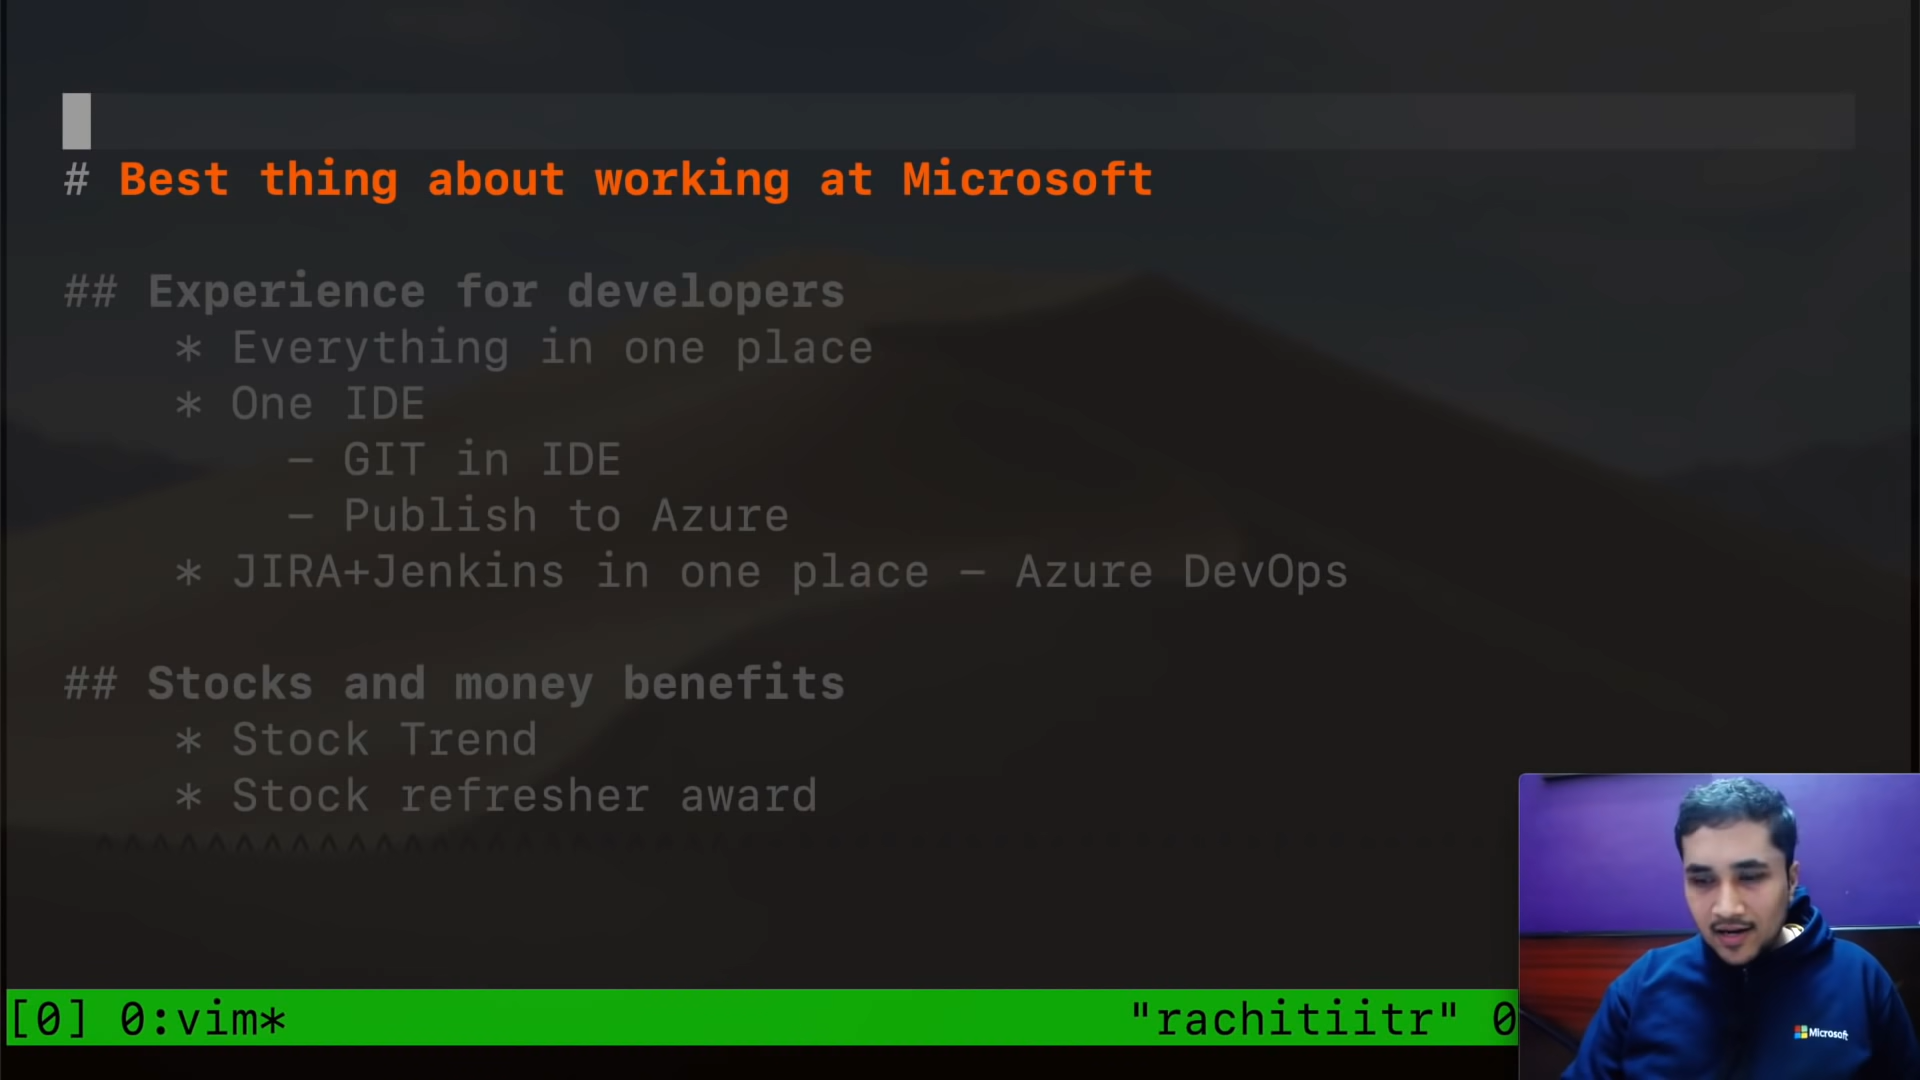 # Best thing about working at Microsoft
## Experience for developers
* Everything in one place
* One IDE
– GIT in IDE
– Publish to Azure
* JIRA+Jenkins in one place – Azure DevOps
## Stocks and money benefits
* Stock Trend
* Stock refresher award
[0] 0:vim* "rachitiitr" 0
Microsoft